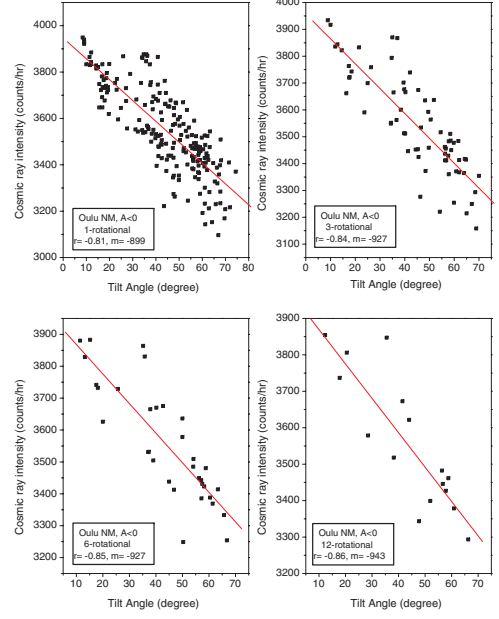 4000
3800
3600
3400
3200
3000
Cosmic ray intensity (counts/hr)
Oulu NM, A<0
1-rotational
r= -0.81, m= -899
0 10 20 30 40 50 60 70 80
Tilt Angle (degree)
4000
3900
3800
3700
3600
3500
3400
3300
3200
3100
Cosmic ray intensity (counts/hr)
Oulu NM, A<0
3-rotational
r= -0.84, m= -927
0 10 20 30 40 50 60 70
Tilt Angle (degree)
3900
3800
3700
3600
3500
3400
3300
3200
Cosmic ray intensity (counts/hr)
Oulu NM, A<0
6-rotational
r= -0.85, m= -927
10 20 30 40 50 60 70
Tilt Angle (degree)
3900
3800
3700
3600
3500
3400
3300
3200
Cosmic ray intensity (counts/hr)
Oulu NM, A<0
12-rotational
r= -0.86, m= -943
10 20 30 40 50 60 70
Tilt Angle (degree)